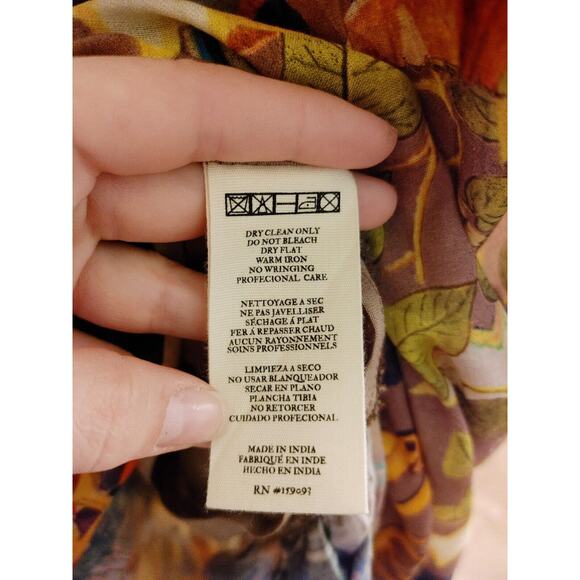 DRY CLEAN ONLY
DO NOT BLEACH
DRY FLAT
WARM IRON
NO WRINGING
PROFECIONAL CARE
NETTOYAGE A SEC
NE PAS JAVELLISER
SÉCHAGE Á PLAT
FER Á REPASSER CHAUD
AUCUN RAYONNEMENT
SOINS PROFESSIONNELS
LIMPIEZA A SECO
NO USAR BLANQUEADOR
SECAR EN PLANO
PLANCHA TIBIA
NO RETORCER
CUIDADO PROFECIONAL
MADE IN INDIA
FABRIQUÉ EN INDE
HECHO EN INDIA
RN #159093